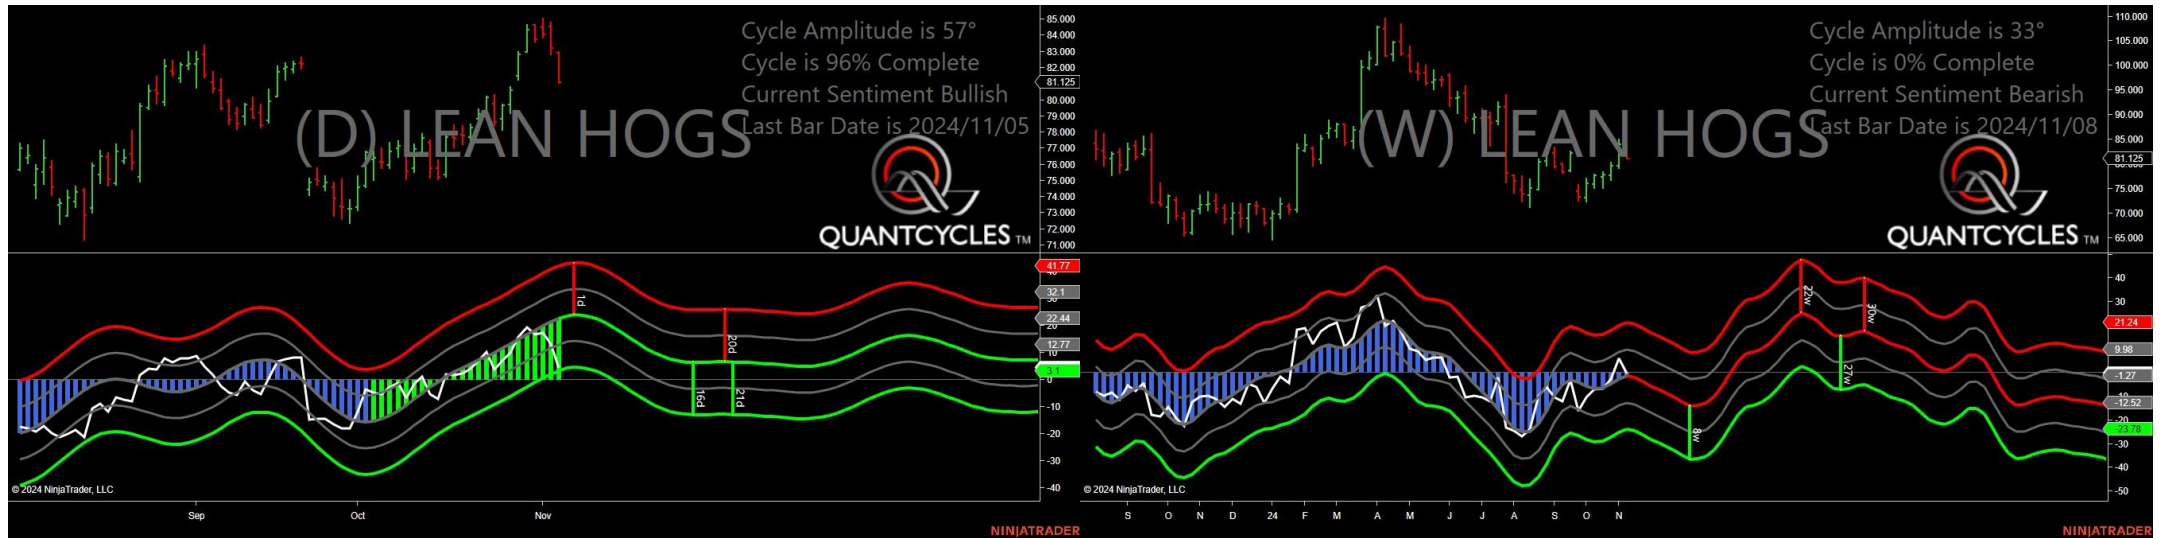 Cycle Amplitude is 57°
Cycle is 96% Complete
Current Sentiment Bullish
Last Bar Date is 2024/11/05
(D) LEAN HOGS
QUANTCYCLES TM
85.000
84.000
83.000
82.000
81.125
80.000
79.000
78.000
77.000
76.000
75.000
74.000
73.000
72.000
71.000
41.77
32.1
22.44
20
12.77
10
3.1
0
-10
-20
-30
-40
1d
20d
16d
21d
© 2024 NinjaTrader, LLC
Sep
Oct
Nov
NINJATRADER
Cycle Amplitude is 33°
Cycle is 0% Complete
Current Sentiment Bearish
Last Bar Date is 2024/11/08
(W) LEAN HOGS
QUANTCYCLES TM
110.000
105.000
100.000
95.000
90.000
85.000
81.125
80.000
75.000
70.000
65.000
40
30
21.24
9.98
-1.27
-12.52
-20
-23.78
-30
-40
-50
22w
30w
27w
8w
© 2024 NinjaTrader, LLC
S
O
N
D
24
F
M
A
M
J
J
A
S
O
N
NINJATRADER